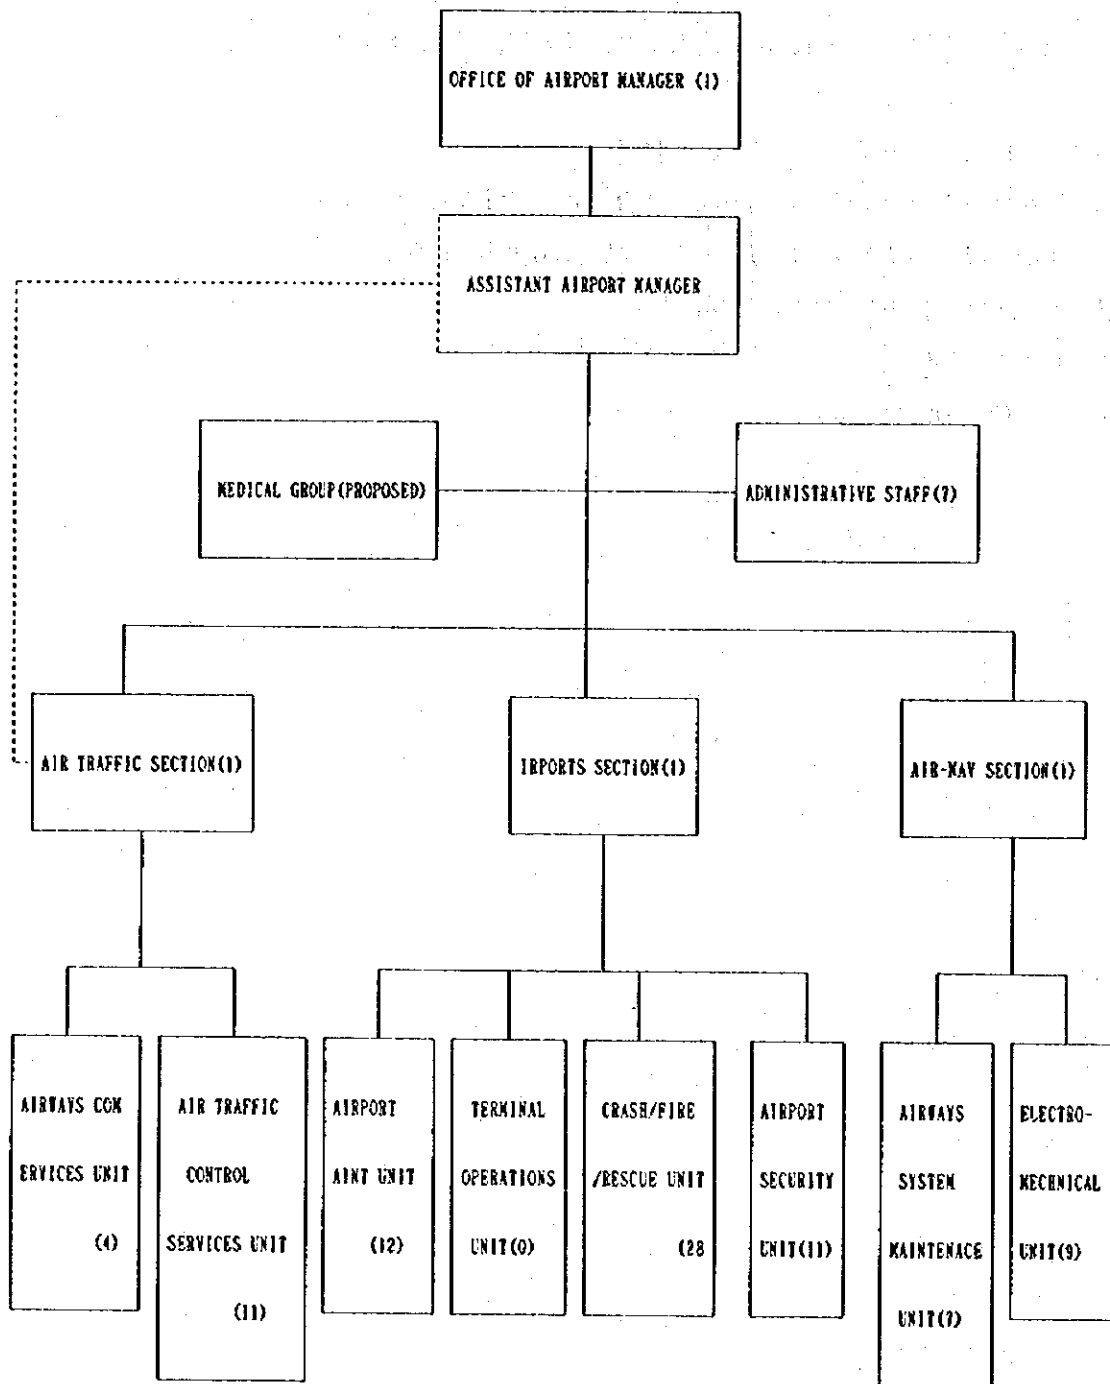 OFFICE OF AIRPORT MANAGER (1)
ASSISTANT AIRPORT MANAGER
MEDICAL GROUP(PROPOSED)
ADMINISTRATIVE STAFF(7)
AIR TRAFFIC SECTION(1)
IRPORTS SECTION(1)
AIR-NAV SECTION(1)
AIRWAYS COM
ERVICES UNIT
(4)
AIR TRAFFIC
CONTROL
SERVICES UNIT
(11)
AIRPORT
AINT UNIT
(12)
TERMINAL
OPERATIONS
UNIT(0)
CRASH/FIRE
/RESCUE UNIT
(28
AIRPORT
SECURITY
UNIT(11)
AIRWAYS
SYSTEM
MAINTENACE
UNIT(7)
ELECTRO-
MECHNICAL
UNIT(9)